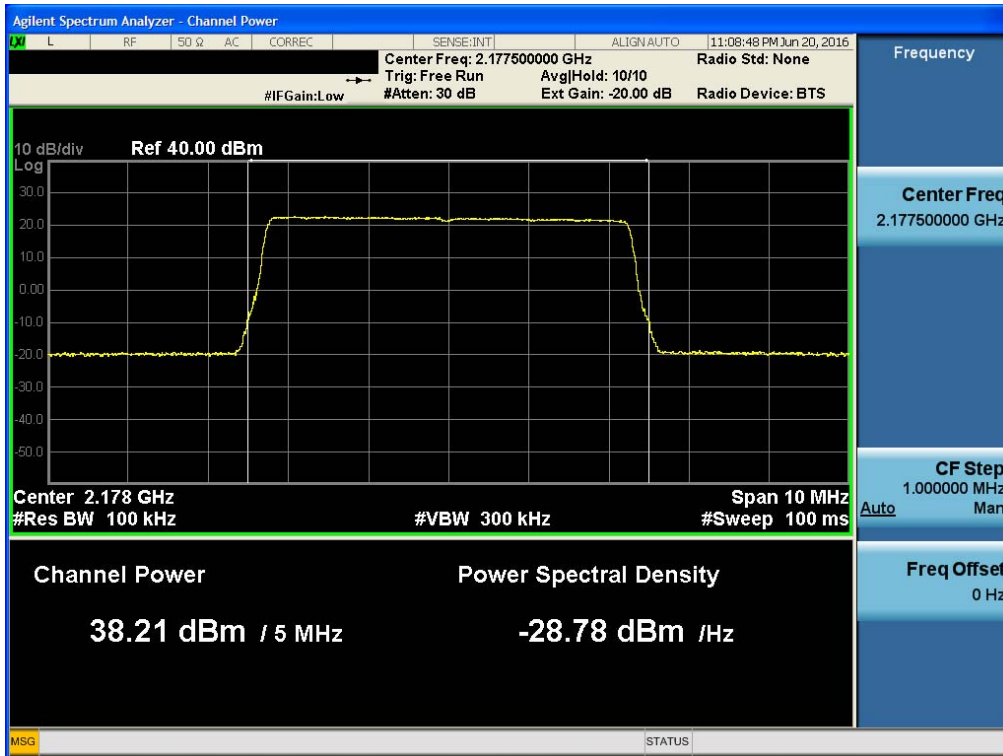 Agilent Spectrum Analyzer - Channel Power
LXI L RF 50 Ω AC CORREC SENSE:INT ALIGN AUTO 11:08:48 PM Jun 20, 2016
Center Freq: 2.177500000 GHz Radio Std: None
Trig: Free Run Avg|Hold: 10/10
#IFGain:Low #Atten: 30 dB Ext Gain: -20.00 dB Radio Device: BTS
10 dB/div Ref 40.00 dBm
Log
30.0
20.0
10.0
0.00
-10.0
-20.0
-30.0
-40.0
-50.0
Center 2.178 GHz Span 10 MHz
#Res BW 100 kHz #VBW 300 kHz #Sweep 100 ms
Channel Power Power Spectral Density
38.21 dBm / 5 MHz -28.78 dBm /Hz
Frequency
Center Freq
2.177500000 GHz
CF Step
1.000000 MHz
Auto Man
Freq Offset
0 Hz
MSG STATUS